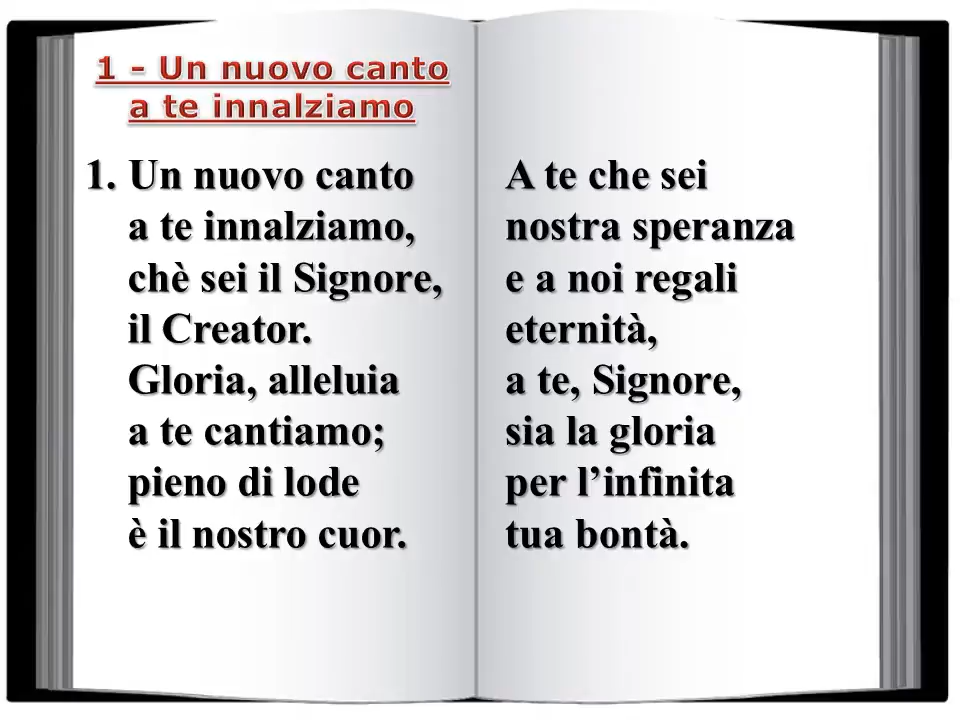 1 - Un nuovo canto
a te innalziamo
1. Un nuovo canto
a te innalziamo,
chè sei il Signore,
il Creator.
Gloria, alleluia
a te cantiamo;
pieno di lode
è il nostro cuor.
A te che sei
nostra speranza
e a noi regali
eternità,
a te, Signore,
sia la gloria
per l’infinita
tua bontà.